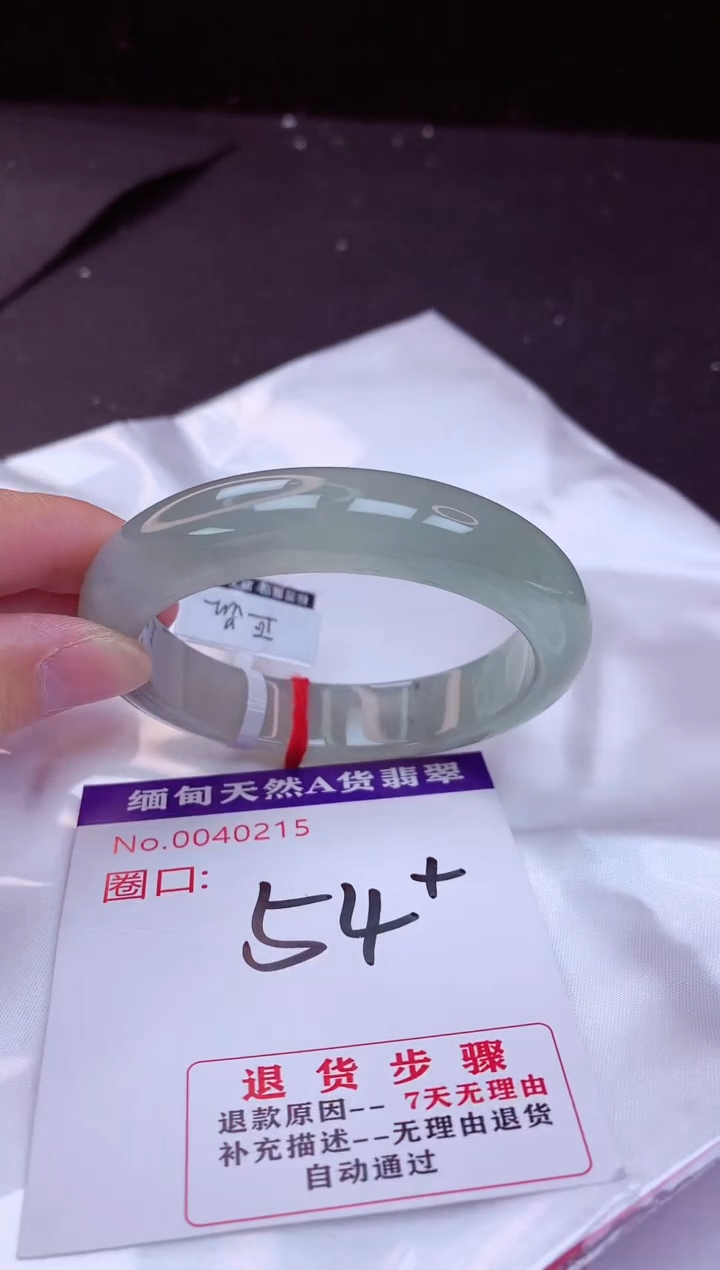 缅甸天然A货翡翠
No.0040215
圈口:
54+
退货步骤
退款原因-- 7天无理由
补充描述--无理由退货
自动通过